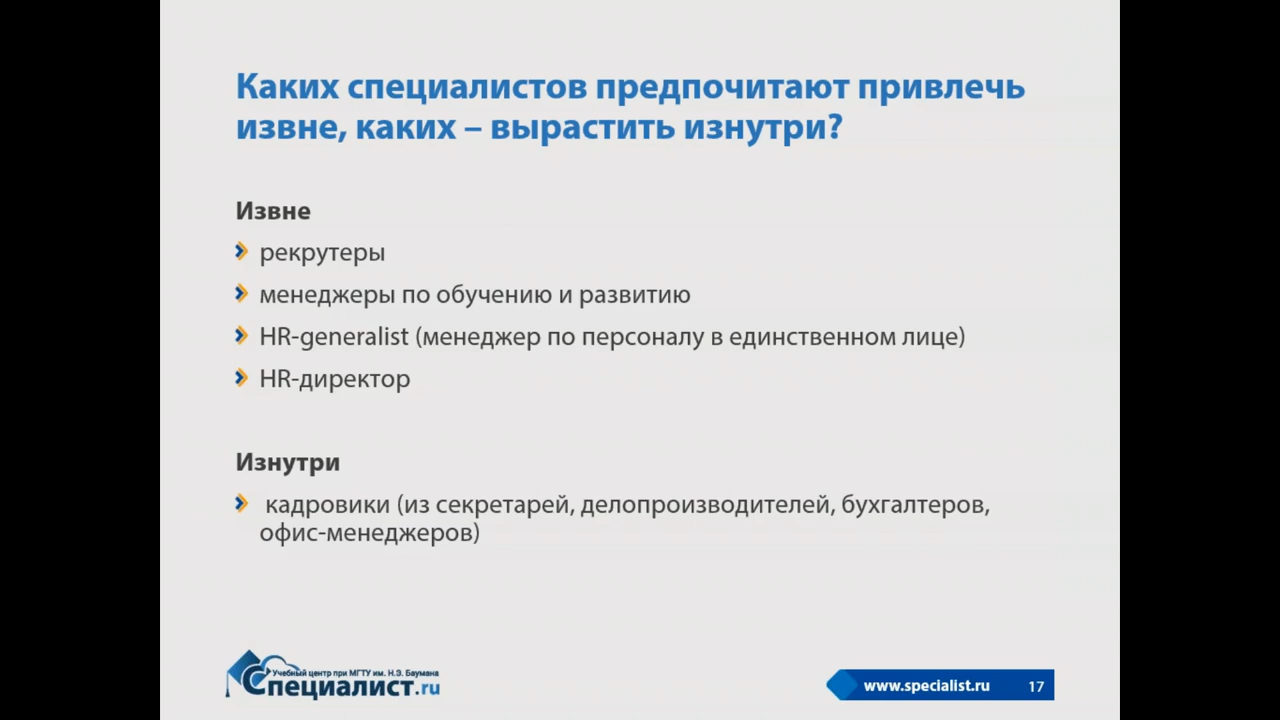 Каких специалистов предпочитают привлечь
извне, каких – вырастить изнутри?
Извне
рекрутеры
менеджеры по обучению и развитию
HR-generalist (менеджер по персоналу в единственном лице)
HR-директор
Изнутри
кадровики (из секретарей, делопроизводителей, бухгалтеров,
офис-менеджеров)
Учебный центр при МГТУ им. Н.Э. Баумана
Специалист.ru
www.specialist.ru 17